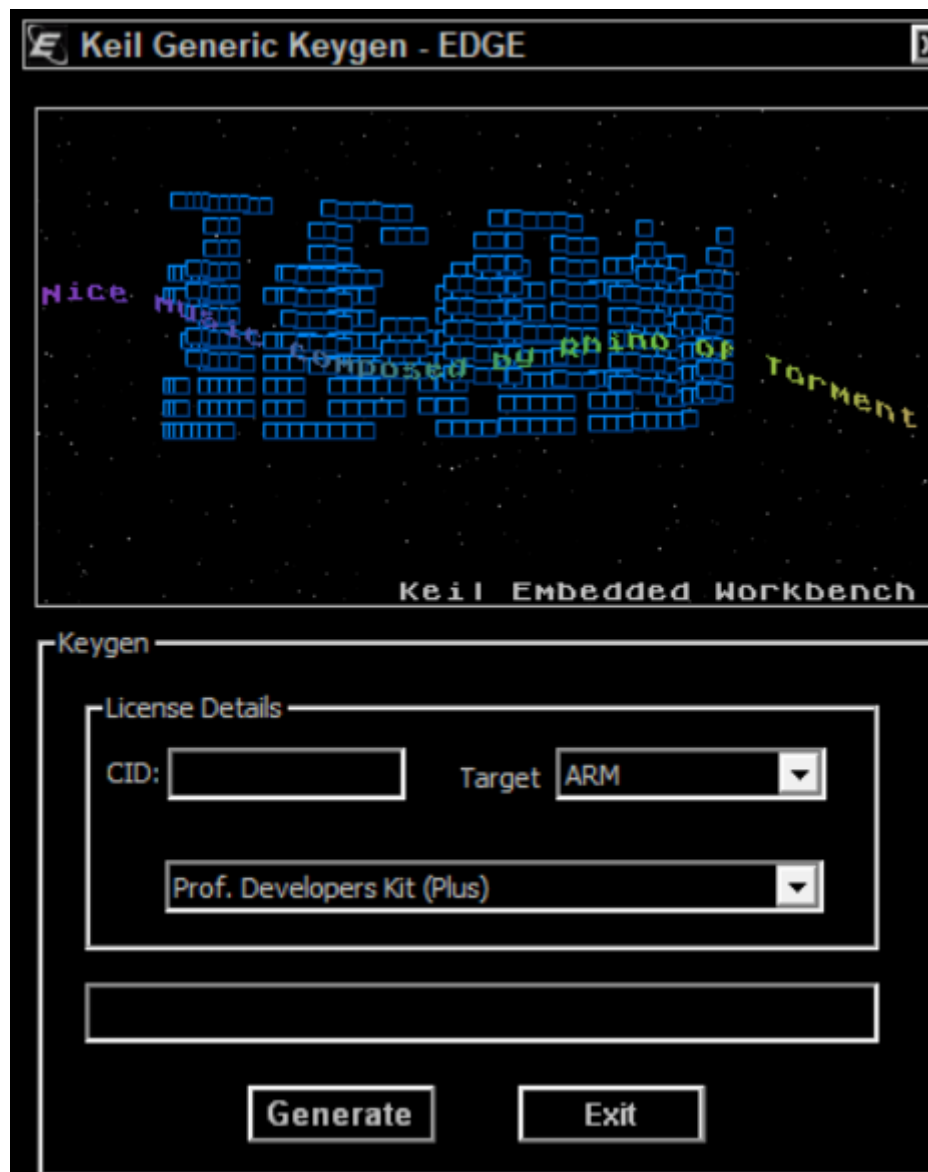 Keil Generic Keygen - EDGE
TEAM
Nice music composed by Rhino of Torment
Keil Embedded Workbench
Keygen
License Details
CID:
Target ARM
Prof. Developers Kit (Plus)
Generate Exit